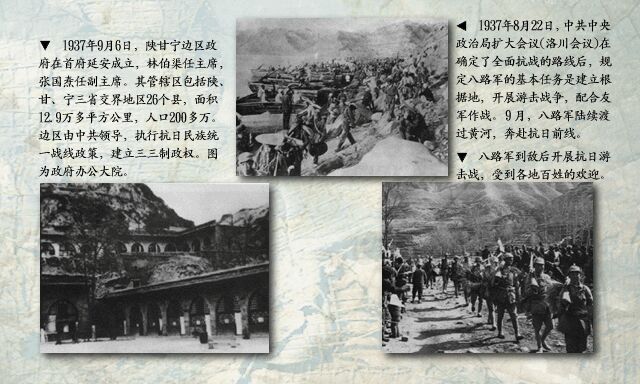 ▼ 1937年9月6日，陕甘宁边区政
府在首府延安成立，林伯渠任主席，
张国焘任副主席。其管辖区包括陕、
甘、宁三省交界地区26个县，面积
12.9万多平方公里，人口200多万。
边区由中共领导，执行抗日民族统
一战线政策，建立三三制政权。图
为政府办公大院。
◀ 1937年8月22日，中共中央
政治局扩大会议(洛川会议)在
确定了全面抗战的路线后，规
定八路军的基本任务是建立根
据地，开展游击战争，配合友
军作战。9月，八路军陆续渡
过黄河，奔赴抗日前线。
▼ 八路军到敌后开展抗日游
击战，受到各地百姓的欢迎。